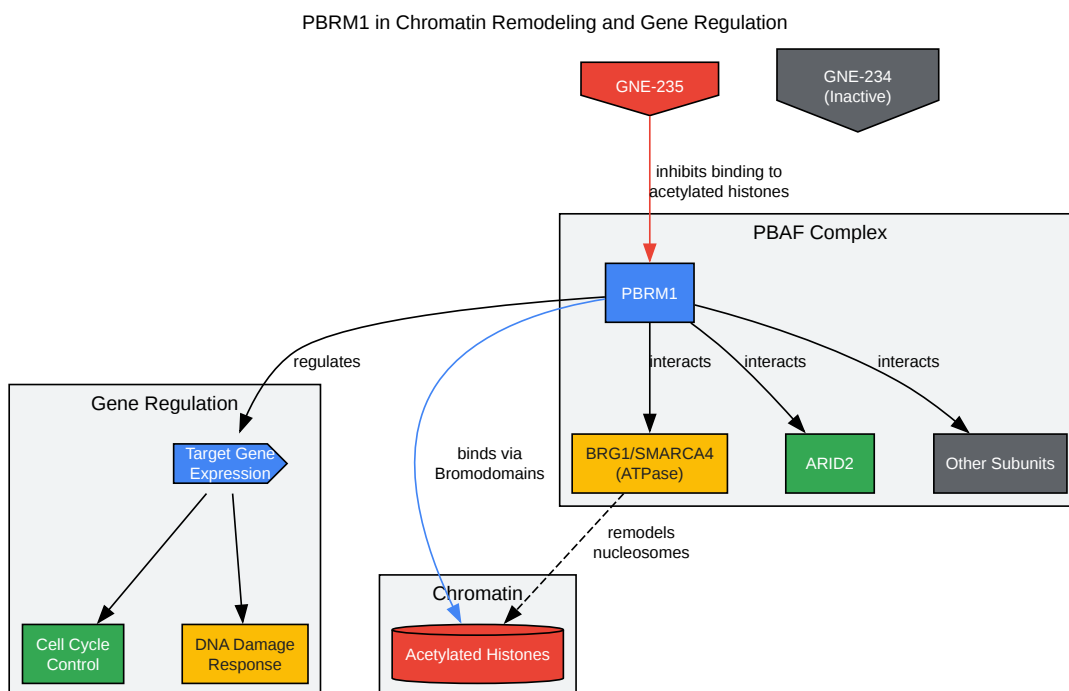 PBRM1 in Chromatin Remodeling and Gene Regulation
GNE-235
GNE-234
(Inactive)
inhibits binding to
acetylated histones
PBAF Complex
PBRM1
regulates
interacts
interacts
interacts
Gene Regulation
Target Gene
Expression
binds via
Bromodomains
BRG1/SMARCA4
(ATPase)
ARID2
Other Subunits
remodels
nucleosomes
Chromatin
Cell Cycle
Control
DNA Damage
Response
Acetylated Histones